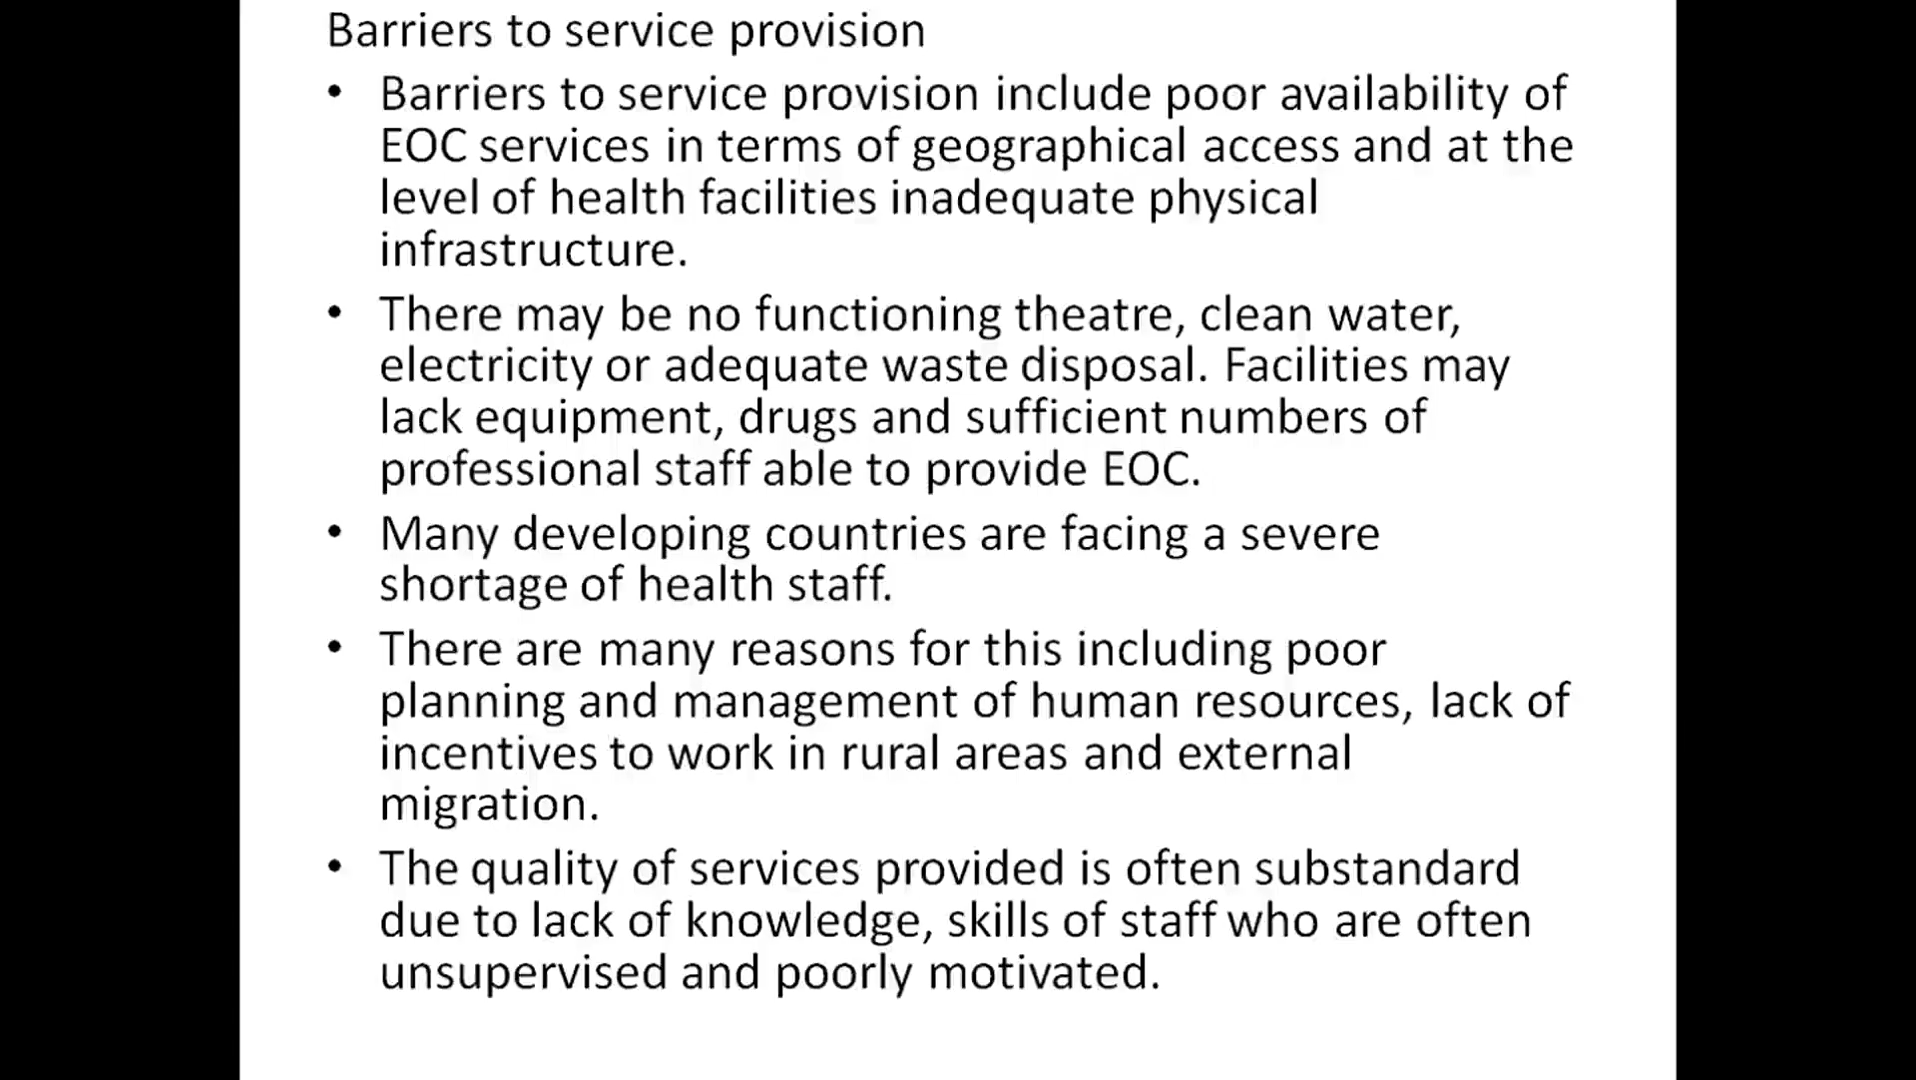 Barriers to service provision
• Barriers to service provision include poor availability of
EOC services in terms of geographical access and at the
level of health facilities inadequate physical
infrastructure.
• There may be no functioning theatre, clean water,
electricity or adequate waste disposal. Facilities may
lack equipment, drugs and sufficient numbers of
professional staff able to provide EOC.
• Many developing countries are facing a severe
shortage of health staff.
• There are many reasons for this including poor
planning and management of human resources, lack of
incentives to work in rural areas and external
migration.
• The quality of services provided is often substandard
due to lack of knowledge, skills of staff who are often
unsupervised and poorly motivated.